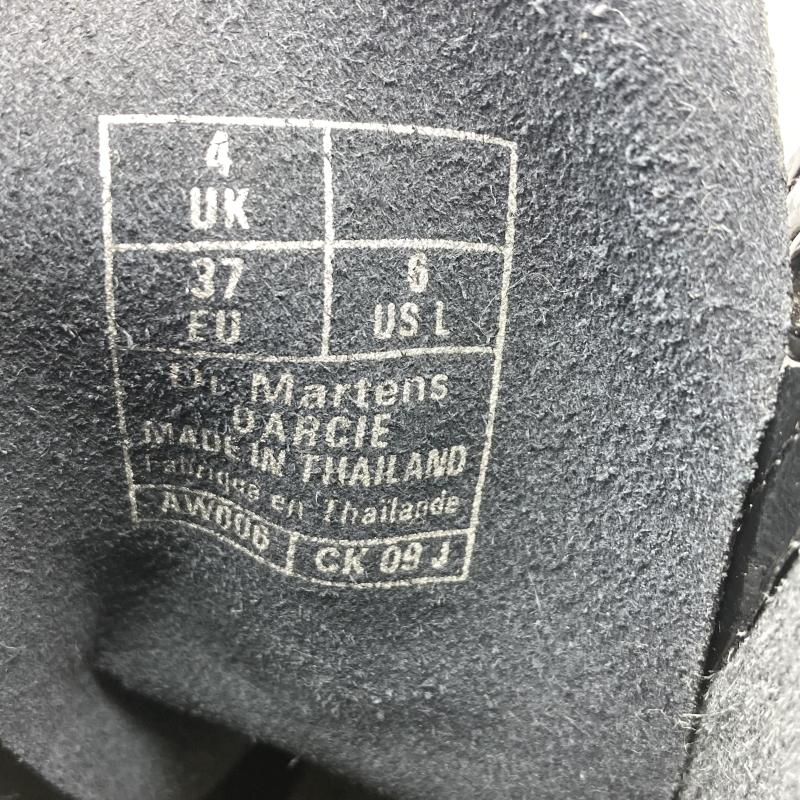 4
UK
37
EU
6
US L
Dr. Martens
DARCIE
MADE IN THAILAND
Fabriqué en Thailande
AW006
CK 09 J